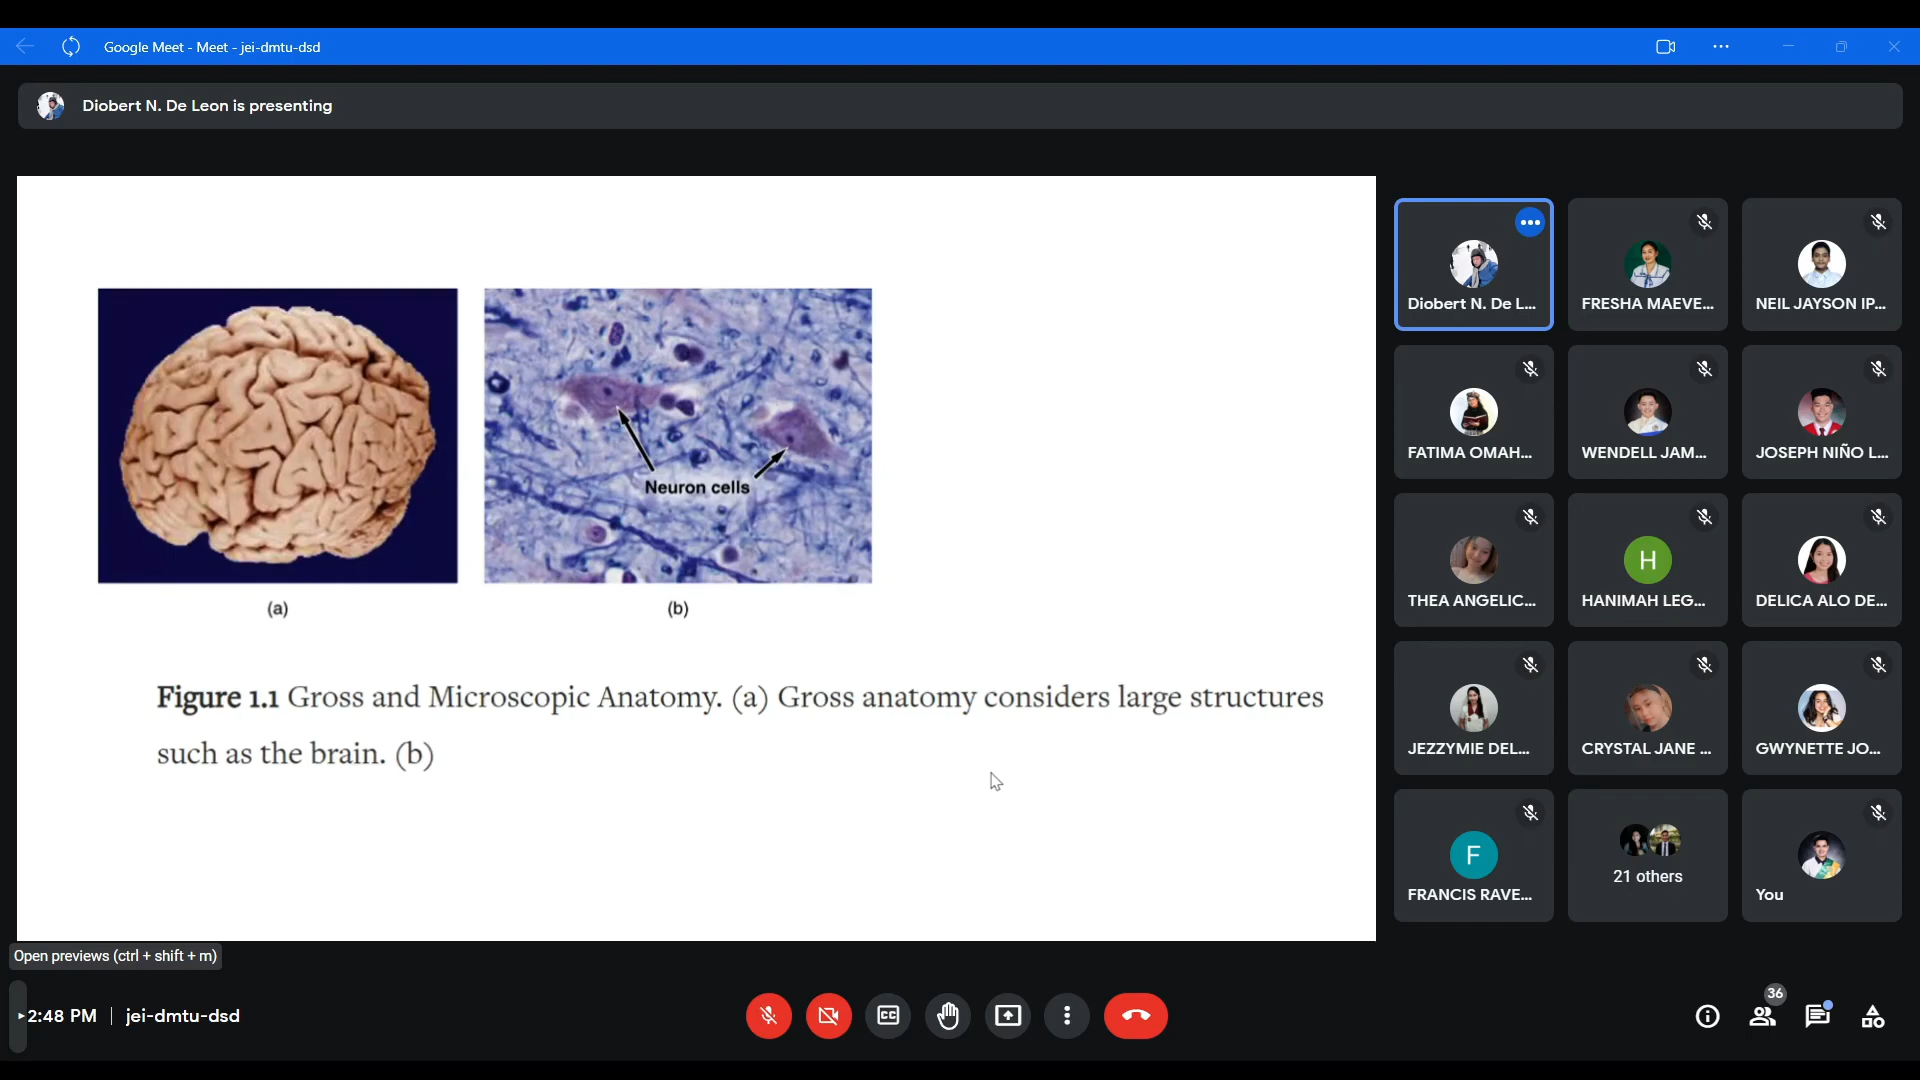 Google Meet - Meet - jei-dmtu-dsd
Diobert N. De Leon is presenting
Neuron cells
(a)
(b)
Figure 1.1 Gross and Microscopic Anatomy. (a) Gross anatomy considers large structures
such as the brain. (b)
Diobert N. De L...
FRESHA MAEVE...
NEIL JAYSON IP...
FATIMA OMAH...
WENDELL JAM...
JOSEPH NIÑO L...
THEA ANGELIC...
H
HANIMAH LEG...
DELICA ALO DE...
JEZZYMIE DEL...
CRYSTAL JANE ...
GWYNETTE JO...
F
FRANCIS RAVE...
21 others
You
Open previews (ctrl + shift + m)
2:48 PM | jei-dmtu-dsd
CC
36